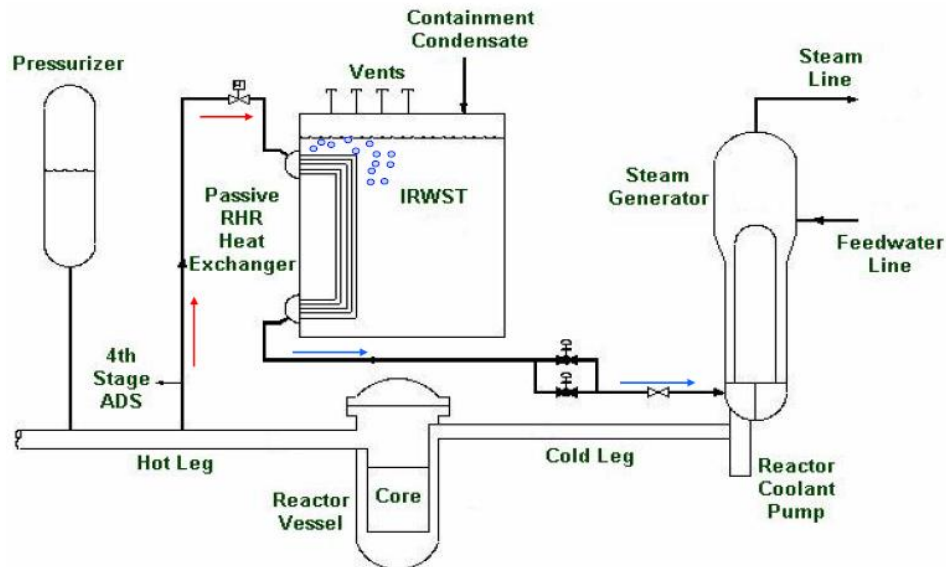 Containment
Condensate
Pressurizer
Vents
Steam
Line
Passive
RHR
Heat
Exchanger
IRWST
Steam
Generator
Feedwater
Line
4th
Stage
ADS
Hot Leg
Cold Leg
Reactor
Vessel
Core
Reactor
Coolant
Pump